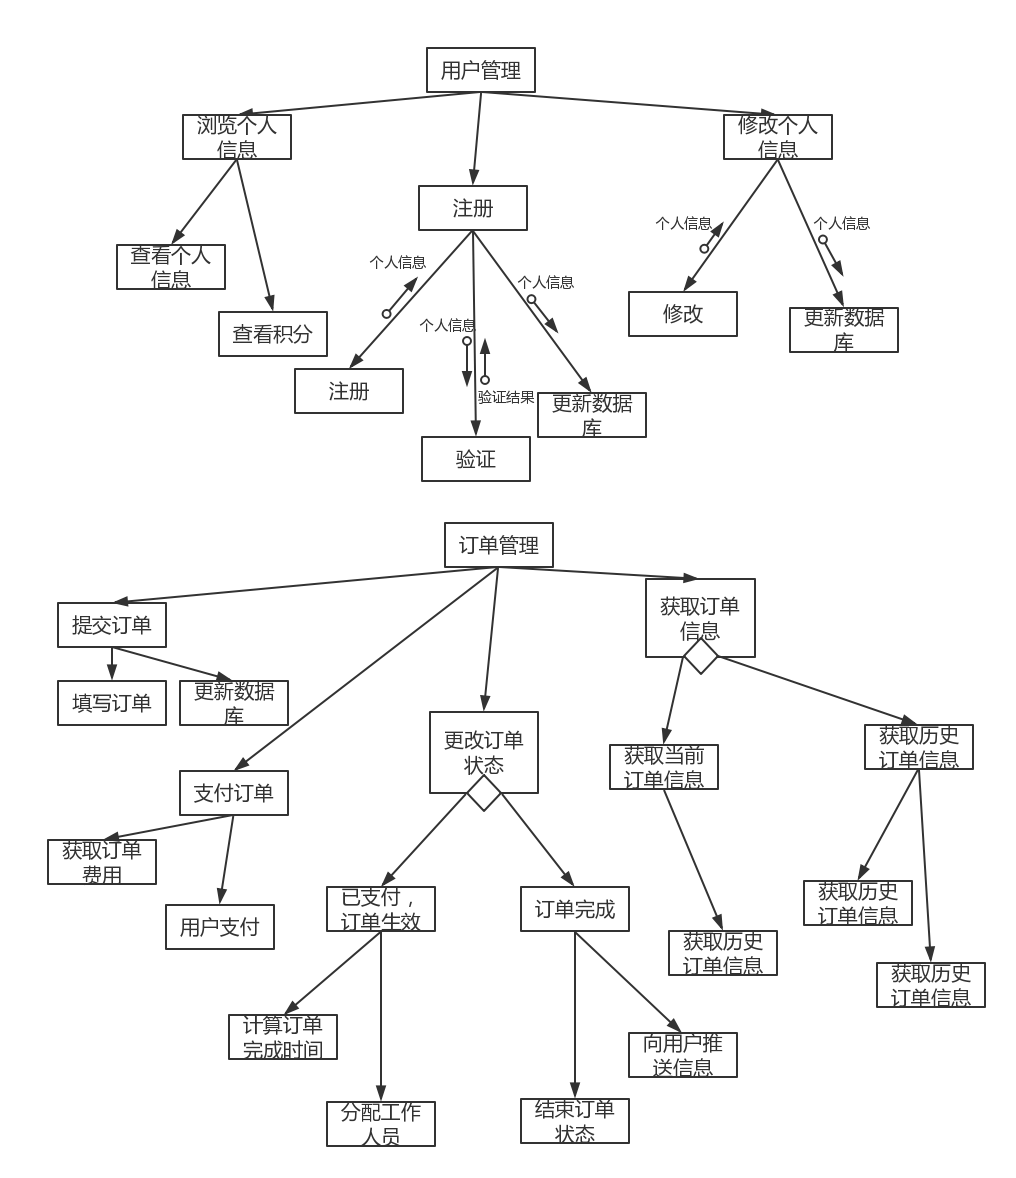 用户管理
浏览个人
信息
修改个人
信息
注册
查看个人
信息
查看积分
个人信息
个人信息
个人信息
个人信息
个人信息
验证结果
修改
更新数据
库
注册
更新数据
库
验证
订单管理
提交订单
获取订单
信息
填写订单
更新数据
库
更改订单
状态
获取历史
订单信息
获取当前
订单信息
支付订单
获取订单
费用
用户支付
已支付，
订单生效
订单完成
获取历史
订单信息
获取历史
订单信息
获取历史
订单信息
计算订单
完成时间
向用户推
送信息
分配工作
人员
结束订单
状态